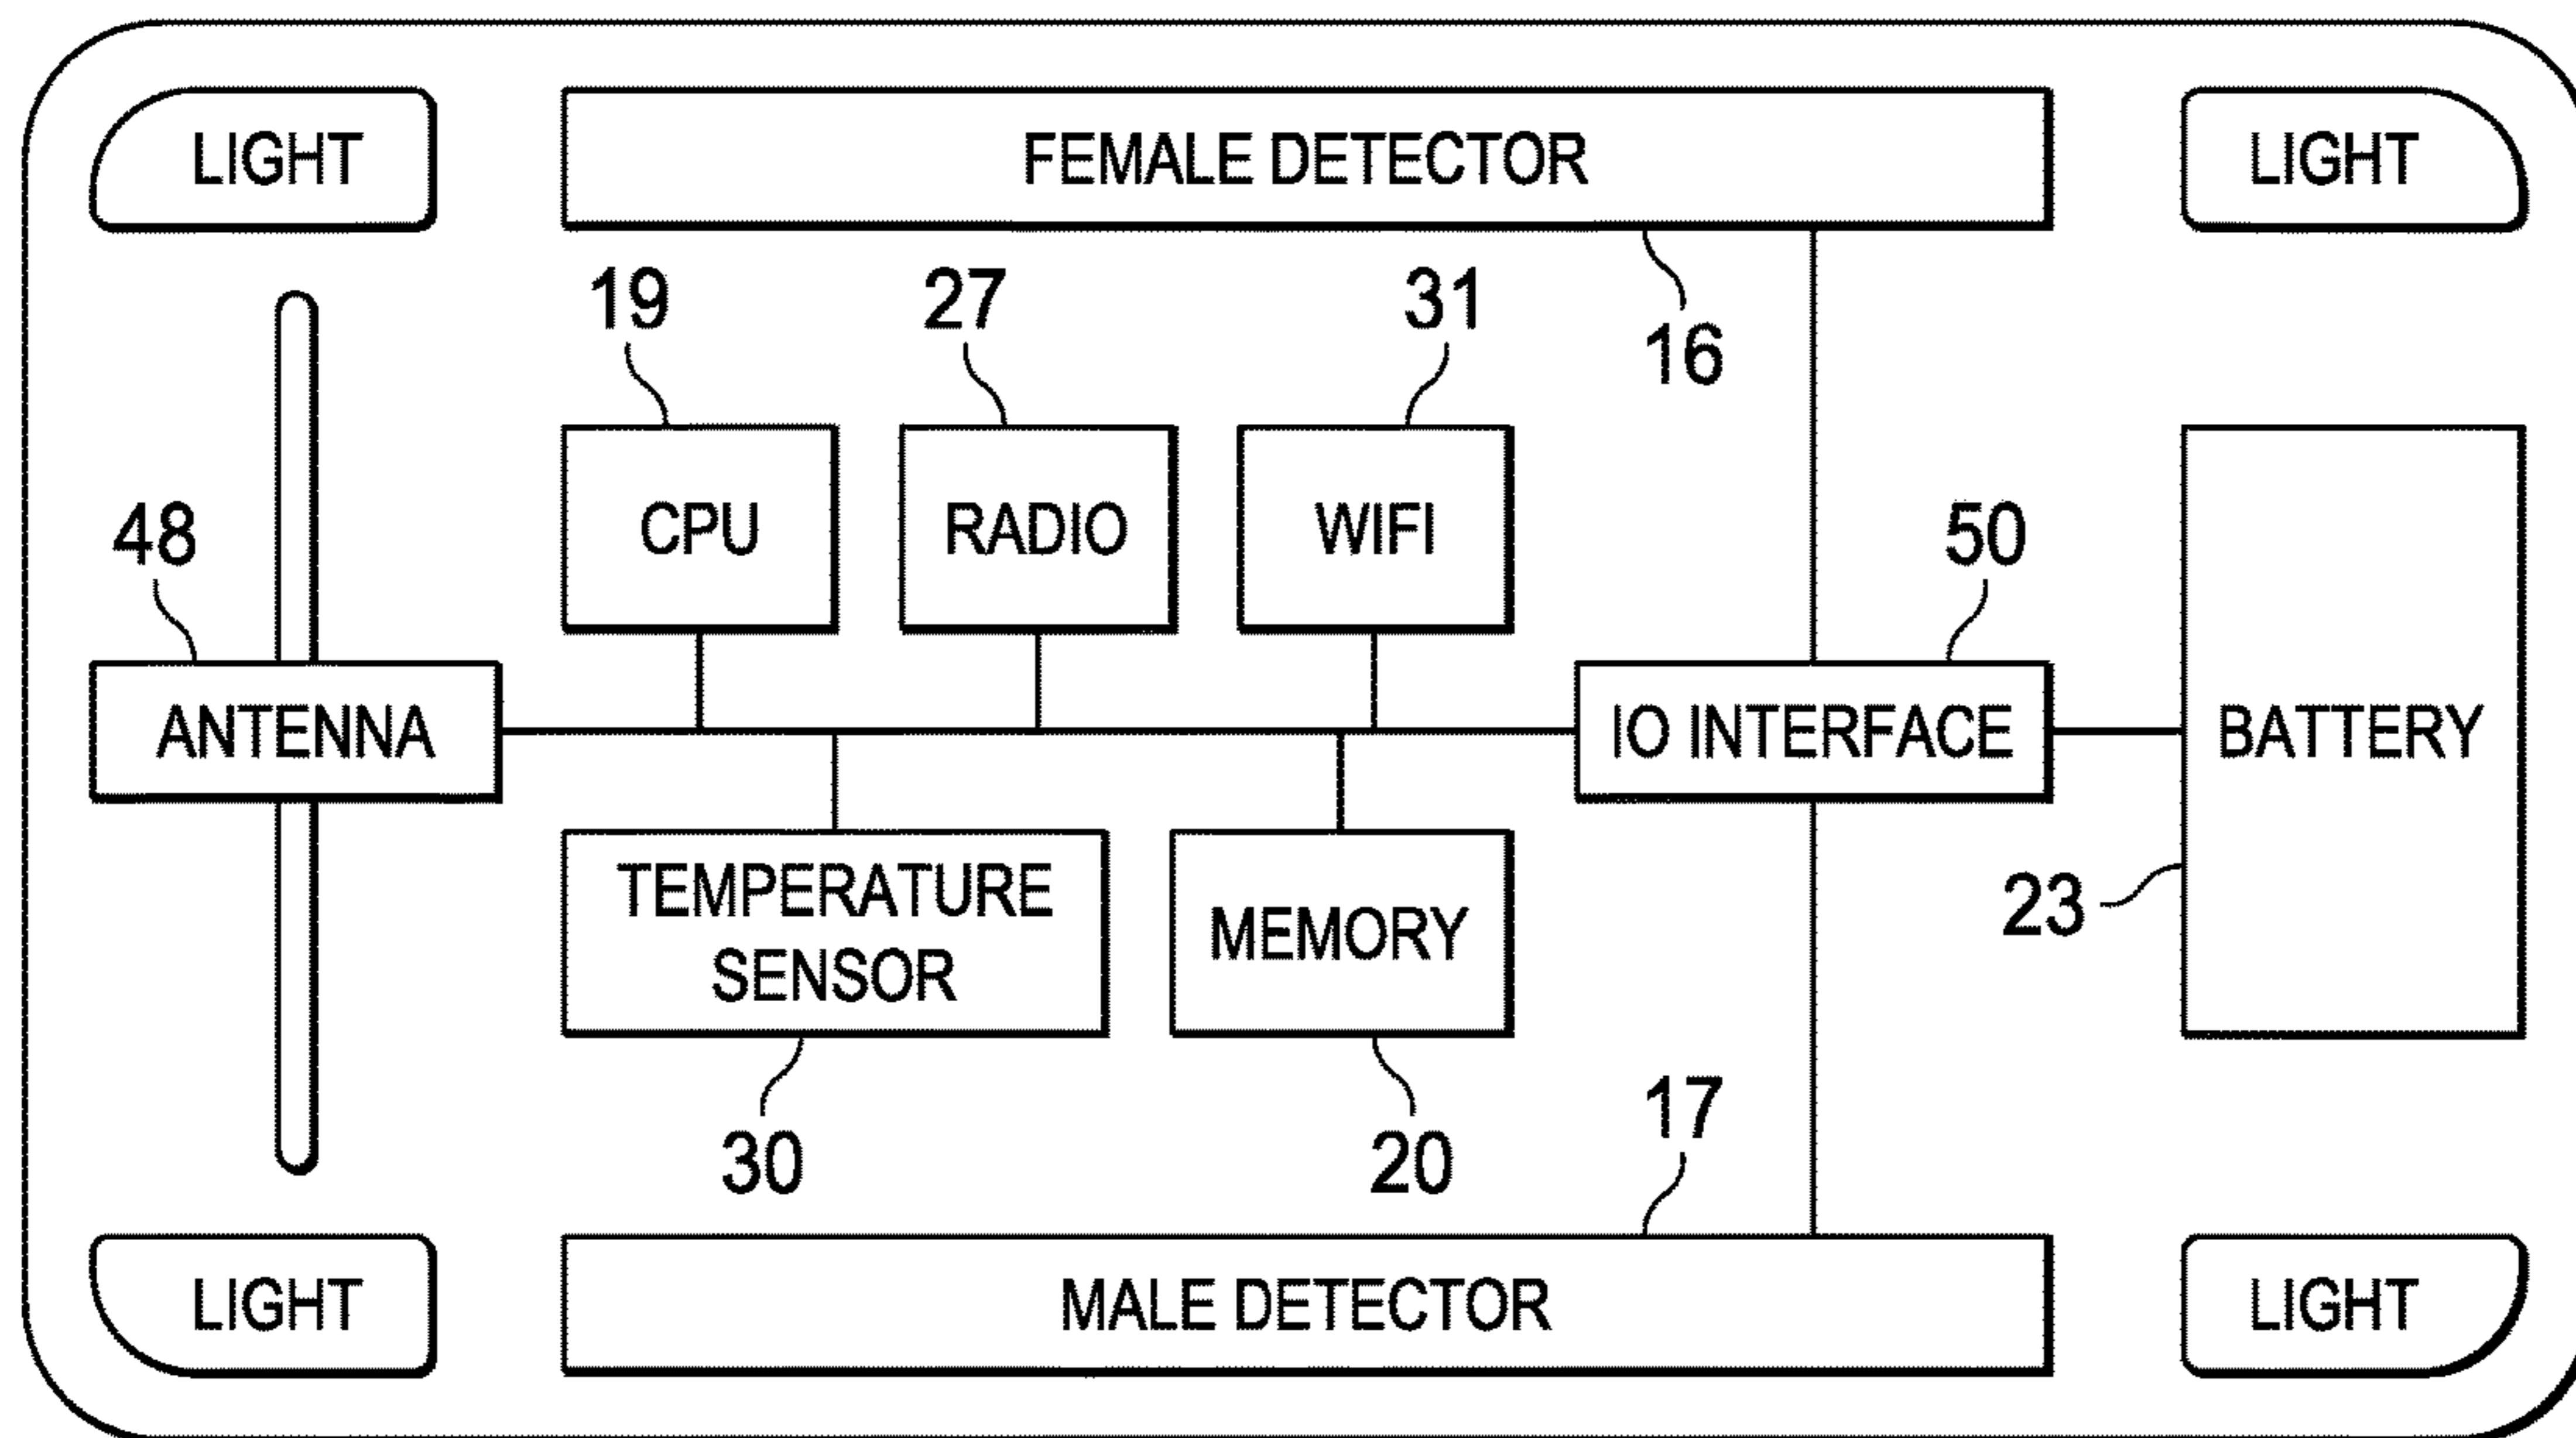 LIGHT
FEMALE DETECTOR
LIGHT
19
27
31
16
48
CPU
RADIO
WIFI
50
ANTENNA
IO INTERFACE
BATTERY
TEMPERATURE
SENSOR
MEMORY
23
30
20
17
LIGHT
MALE DETECTOR
LIGHT